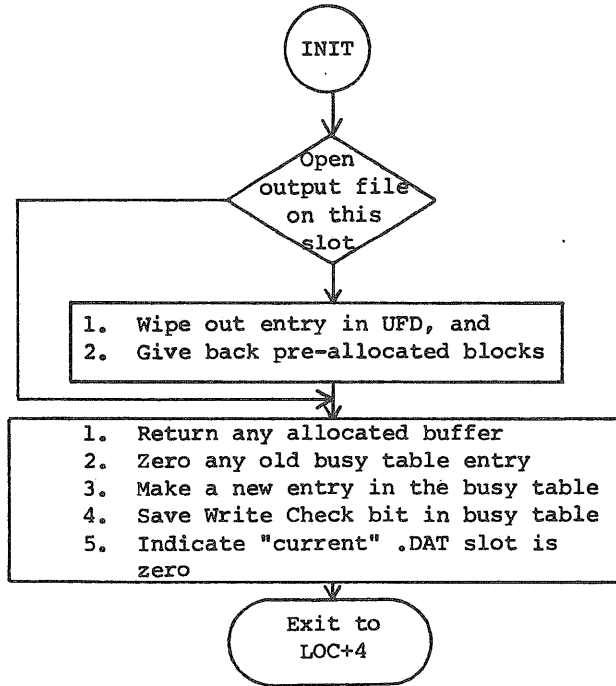 INIT
Open
output file
on this
slot
1. Wipe out entry in UFD, and
2. Give back pre-allocated blocks
1. Return any allocated buffer
2. Zero any old busy table entry
3. Make a new entry in the busy table
4. Save Write Check bit in busy table
5. Indicate "current" .DAT slot is
zero
Exit to
LOC+4